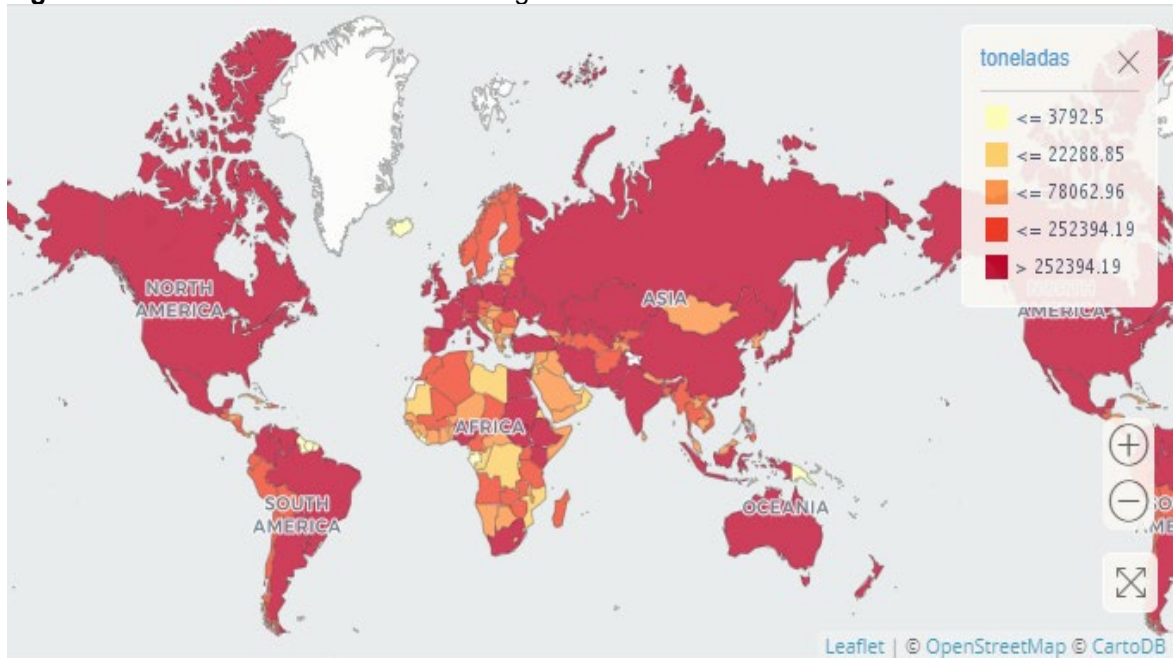 toneladas
<= 3792.5
<= 22288.85
<= 78062.96
<= 252394.19
> 252394.19
NORTH
AMERICA
ASIA
AMERICA
AFRICA
SOUTH
AMERICA
OCEANIA
Leaflet | © OpenStreetMap © CartoDB